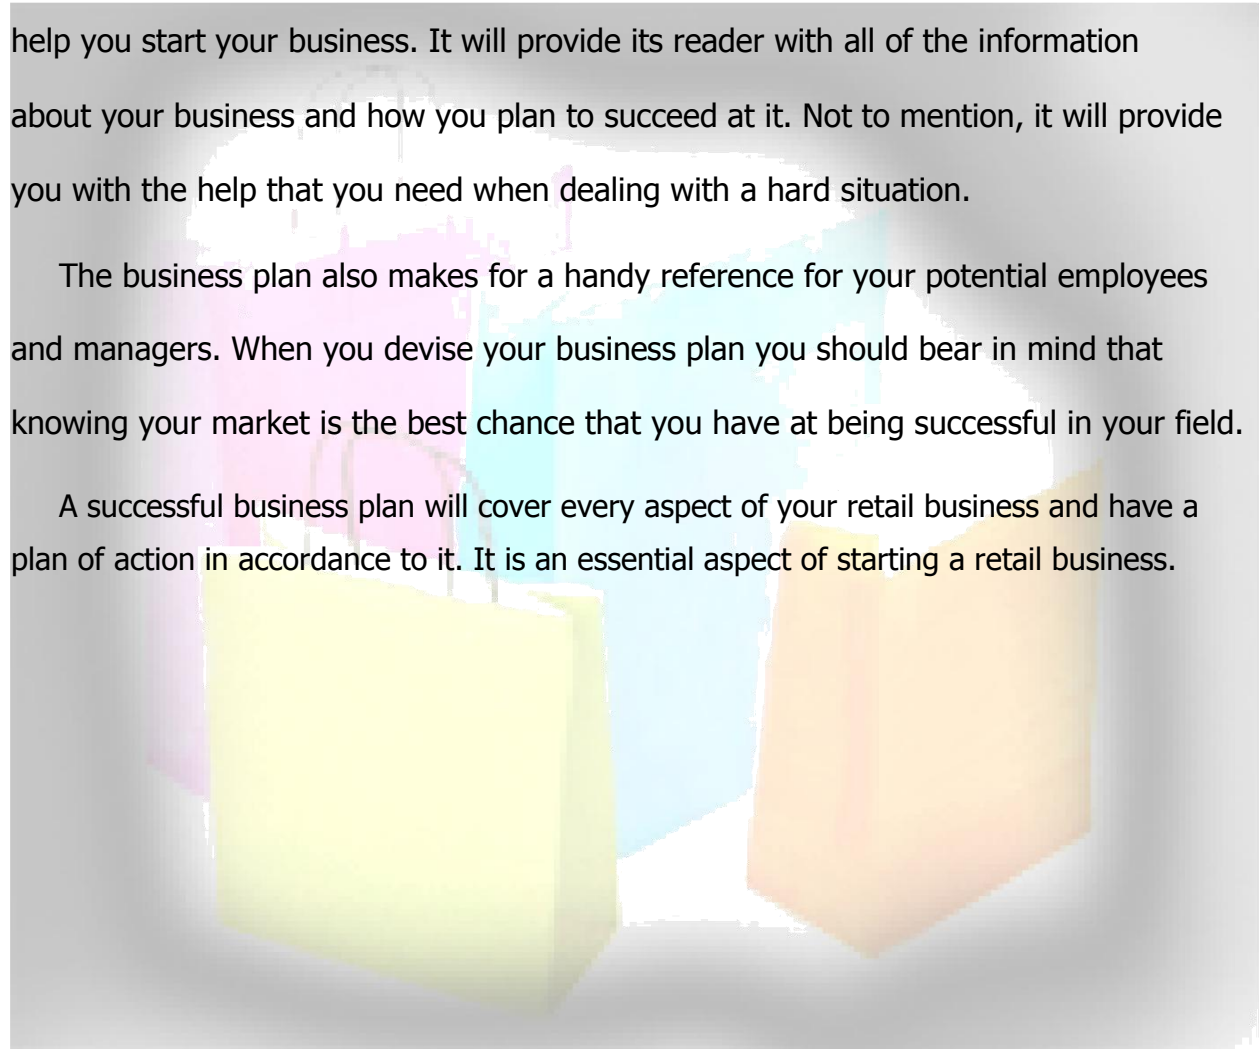 help you start your business. It will provide its reader with all of the information
about your business and how you plan to succeed at it. Not to mention, it will provide
you with the help that you need when dealing with a hard situation.
The business plan also makes for a handy reference for your potential employees
and managers. When you devise your business plan you should bear in mind that
knowing your market is the best chance that you have at being successful in your field.
A successful business plan will cover every aspect of your retail business and have a
plan of action in accordance to it. It is an essential aspect of starting a retail business.